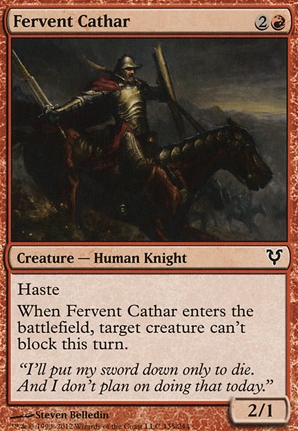 Fervent Cathar 2
Creature — Human Knight
Haste
When Fervent Cathar enters the
battlefield, target creature can't
block this turn.
“I'll put my sword down only to die.
And I don't plan on doing that today.”
Steven Belledin
2/1